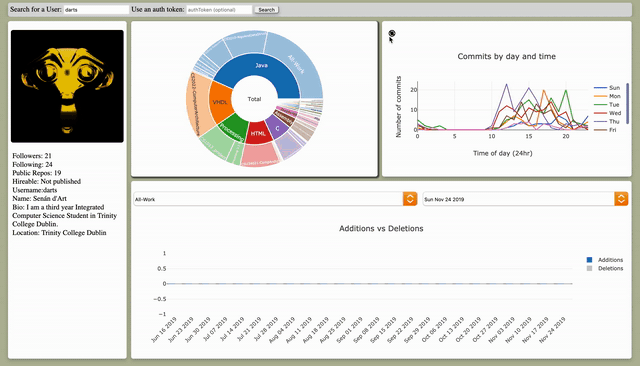 Search for a User: darts Use an auth token: authToken (optional) Search
Followers: 21
Following: 24
Public Repos: 19
Hireable: Not published
Username:darts
Name: Senán d'Art
Bio: I am a third year Integrated
Computer Science Student in Trinity
College Dublin.
Location: Trinity College Dublin
All-Work
Java
VHDL
Total
Processing
HTML
C
Commits by day and time
Number of commits
20
10
0
0 5 10 15 20
Time of day (24hr)
Sun
Mon
Tue
Wed
Thu
Fri
All-Work Sun Nov 24 2019
Additions vs Deletions
1
0.5
0
−0.5
−1
Jun 16 2019 Jun 23 2019 Jun 30 2019 Jul 07 2019 Jul 14 2019 Jul 21 2019 Jul 28 2019 Aug 04 2019 Aug 11 2019 Aug 18 2019 Aug 25 2019 Sep 01 2019 Sep 08 2019 Sep 15 2019 Sep 22 2019 Sep 29 2019 Oct 06 2019 Oct 13 2019 Oct 20 2019 Oct 27 2019 Nov 03 2019 Nov 10 2019 Nov 17 2019 Nov 24 2019
Additions
Deletions